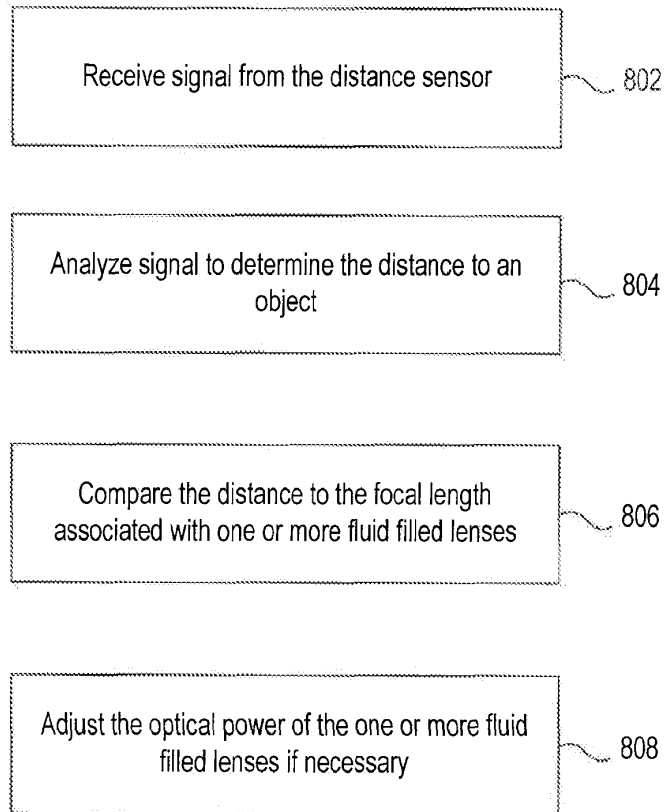 Receive signal from the distance sensor
802
Analyze signal to determine the distance to an
object
804
Compare the distance to the focal length
associated with one or more fluid filled lenses
806
Adjust the optical power of the one or more fluid
filled lenses if necessary
808